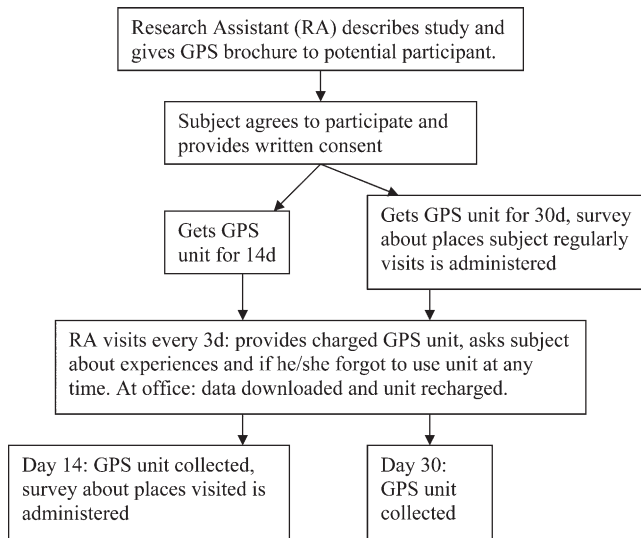 Research Assistant (RA) describes study and
gives GPS brochure to potential participant.
Subject agrees to participate and
provides written consent
Gets GPS
unit for 14d
Gets GPS unit for 30d, survey
about places subject regularly
visits is administered
RA visits every 3d: provides charged GPS unit, asks subject
about experiences and if he/she forgot to use unit at any
time. At office: data downloaded and unit recharged.
Day 14: GPS unit collected,
survey about places visited is
administered
Day 30:
GPS unit
collected